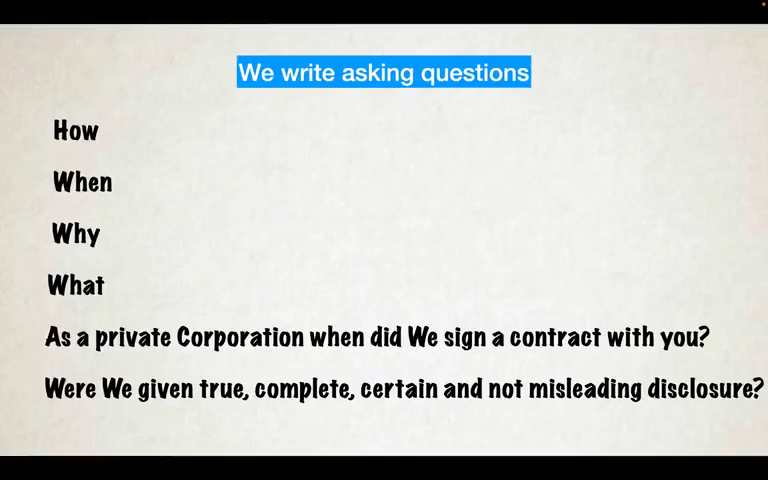 We write asking questions
How
When
Why
What
As a private Corporation when did We sign a contract with you?
Were We given true, complete, certain and not misleading disclosure?